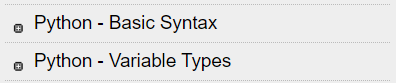 Python - Basic Syntax
Python - Variable Types